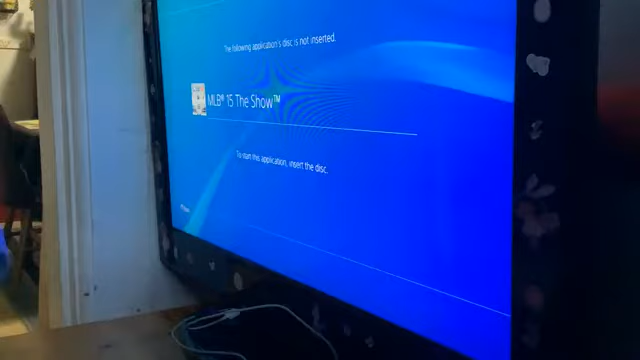 The following application's disc is not inserted.
MLB® 15 The Show™
To start this application, insert the disc.